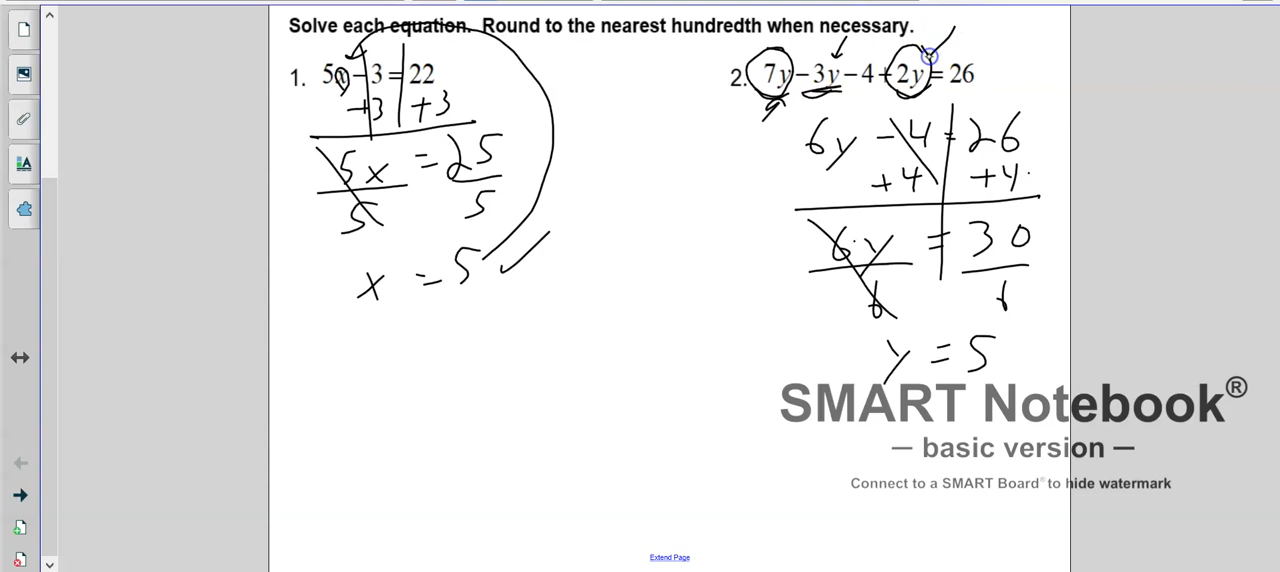 Solve each equation. Round to the nearest hundredth when necessary.
1. 5x − 3 = 22
+3 +3
5x = 25
5 5
x = 5
2. 7y − 3y − 4 + 2y = 26
6y − 4 = 26
+4 +4
6y = 30
6 6
y = 5
SMART Notebook®
— basic version —
Connect to a SMART Board® to hide watermark
Extend Page